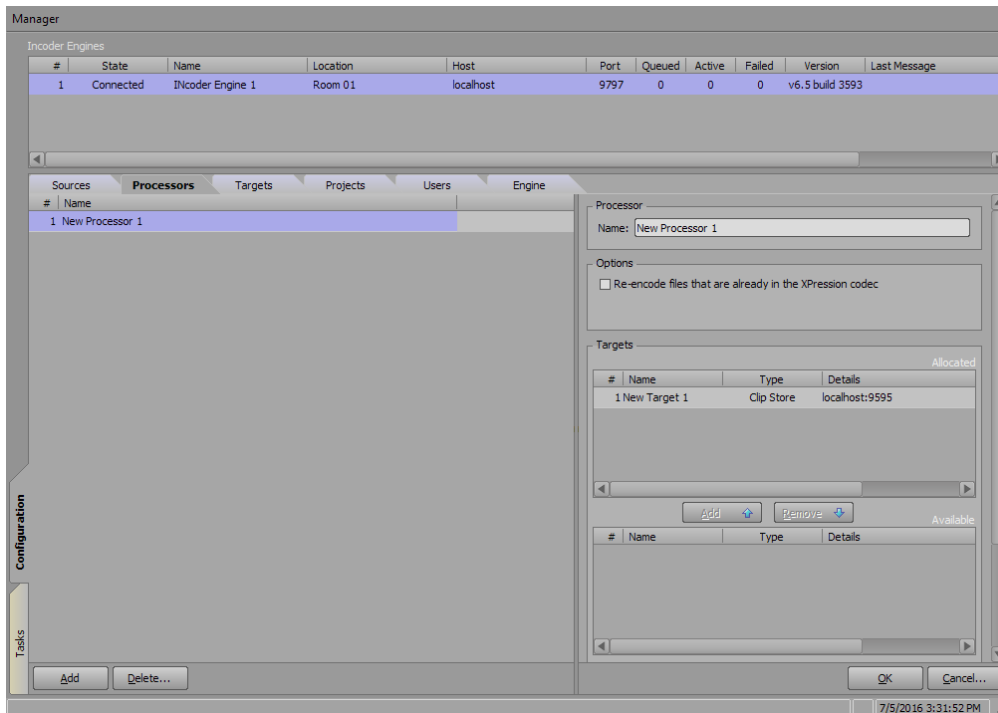 Manager
Incoder Engines
# State Name Location Host Port Queued Active Failed Version Last Message
1 Connected INcoder Engine 1 Room 01 localhost 9797 0 0 0 v6.5 build 3593
Sources Processors Targets Projects Users Engine
# Name
1 New Processor 1
Processor
Name: New Processor 1
Options
Re-encode files that are already in the XPression codec
Targets
Allocated
# Name Type Details
1 New Target 1 Clip Store localhost:9595
Add Remove
Available
# Name Type Details
Configuration
Tasks
Add Delete... OK Cancel...
7/5/2016 3:31:52 PM